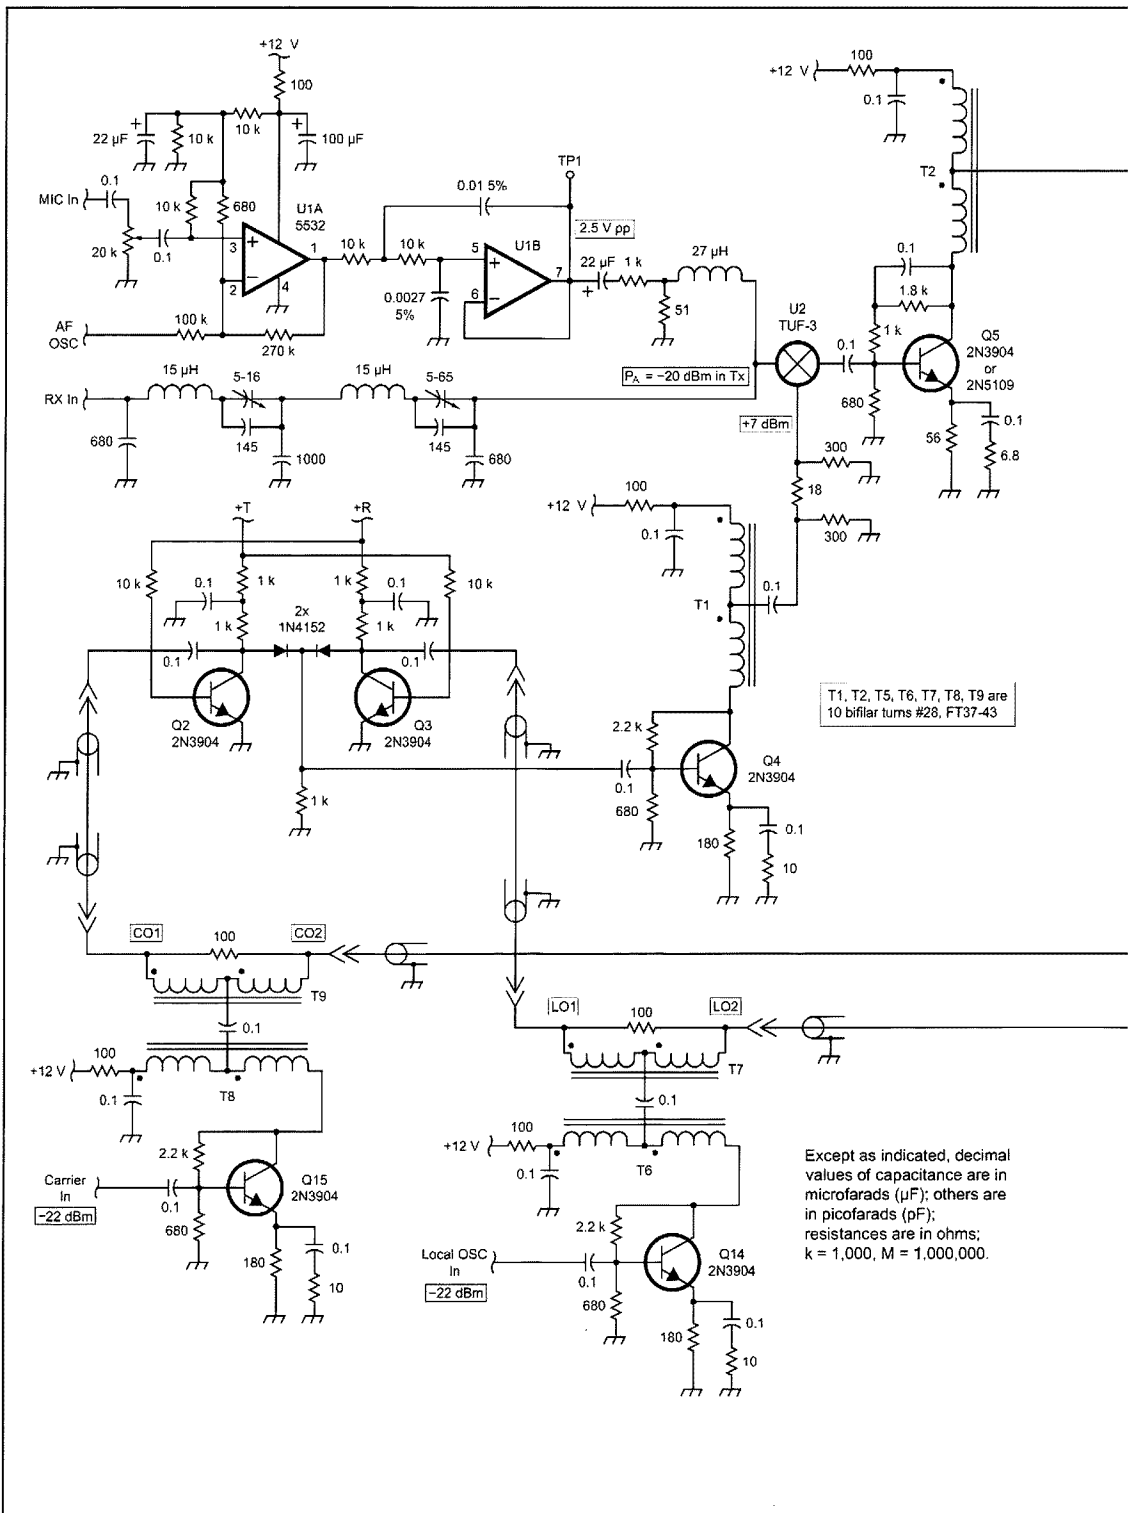 +12 V
100
22 µF
+
10 k
10 k
+
100 µF
0.1
MIC In
20 k
0.1
10 k
680
U1A
5532
3
+
1
2
−
4
AF
OSC
100 k
270 k
10 k
10 k
0.01 5%
0.0027
5%
5
+
U1B
7
6
−
TP1
2.5 V pp
22 µF
+
1 k
27 µH
51
+12 V
100
0.1
T2
0.1
1.8 k
1 k
U2
TUF-3
0.1
Q5
2N3904
or
2N5109
680
56
0.1
6.8
PA = −20 dBm in Tx
+7 dBm
RX In
15 µH
5-16
15 µH
5-65
680
145
1000
145
680
300
18
300
+12 V
100
0.1
T1
0.1
+T
+R
10 k
0.1
1 k
1 k
0.1
10 k
1 k
2x
1N4152
1 k
0.1
0.1
Q2
2N3904
Q3
2N3904
1 k
T1, T2, T5, T6, T7, T8, T9 are
10 bifilar turns #28, FT37-43
2.2 k
0.1
680
Q4
2N3904
180
0.1
10
CO1
100
CO2
T9
0.1
LO1
100
LO2
T7
0.1
+12 V
100
0.1
T8
+12 V
100
0.1
T6
2.2 k
Carrier
In
−22 dBm
0.1
680
Q15
2N3904
180
0.1
10
2.2 k
Local OSC
In
−22 dBm
0.1
680
Q14
2N3904
180
0.1
10
Except as indicated, decimal
values of capacitance are in
microfarads (µF); others are
in picofarads (pF);
resistances are in ohms;
k = 1,000, M = 1,000,000.